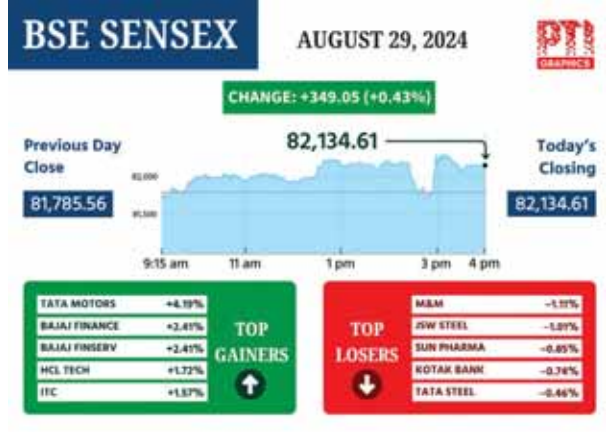 BSE SENSEX
AUGUST 29, 2024
PTI
GRAPHICS
CHANGE: +349.05 (+0.43%)
Previous Day
Close
81,785.56
82,134.61
Today's
Closing
82,134.61
82,000
81,500
9:15 am 11 am 1 pm 3 pm 4 pm
TATA MOTORS +4.19%
BAJAJ FINANCE +2.41%
BAJAJ FINSERV +2.41%
HCL TECH +1.72%
ITC +1.57%
TOP
GAINERS
TOP
LOSERS
M&M -1.11%
JSW STEEL -1.01%
SUN PHARMA -0.85%
KOTAK BANK -0.74%
TATA STEEL -0.46%